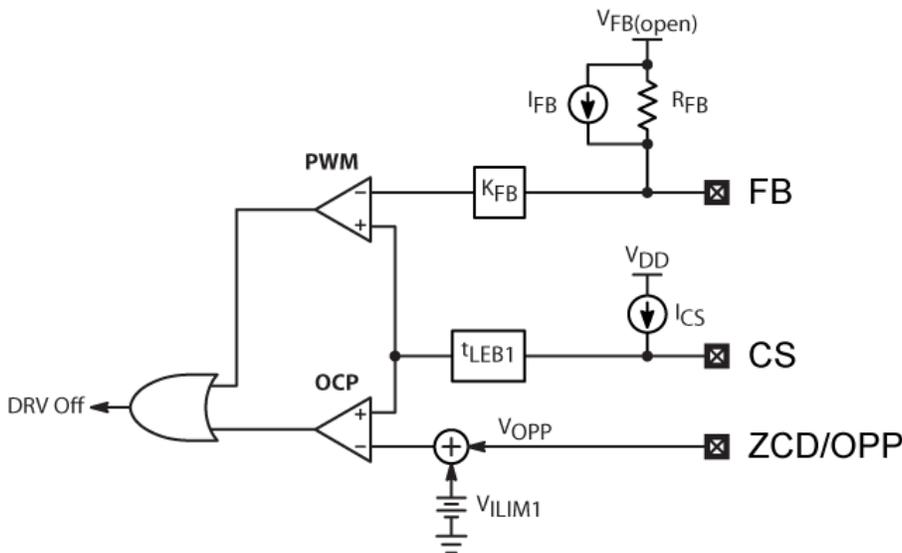 VFB(open)
IFB
RFB
PWM
−
+
KFB
FB
VDD
ICS
tLEB1
CS
OCP
+
−
DRV Off
VOPP
+
ZCD/OPP
VILIM1